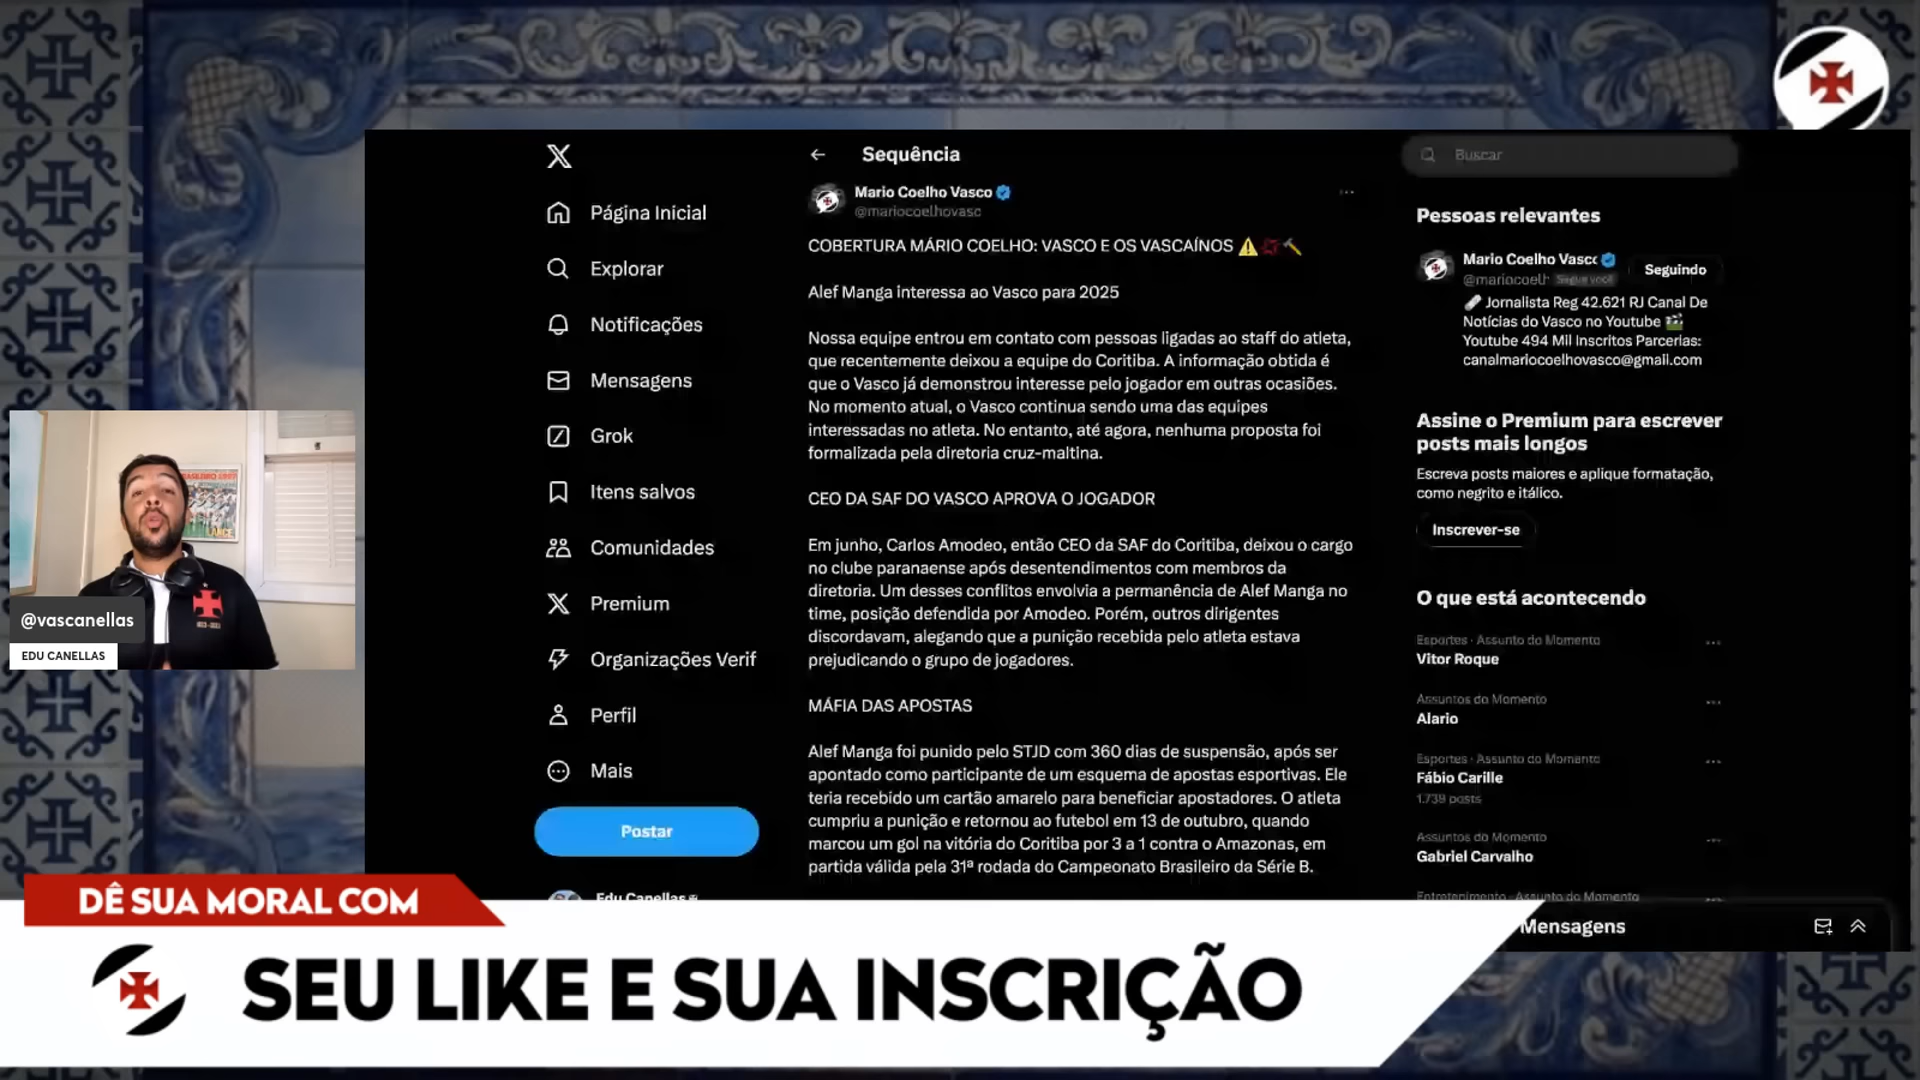 Sequência
Buscar
Página Inicial
Explorar
Notificações
Mensagens
Grok
Itens salvos
Comunidades
Premium
Organizações Verif
Perfil
Mais
Postar
Edu Canellas
Mario Coelho Vasco
@mariocoelhovasc
COBERTURA MÁRIO COELHO: VASCO E OS VASCAÍNOS ⚠️💢🔨
Alef Manga interessa ao Vasco para 2025
Nossa equipe entrou em contato com pessoas ligadas ao staff do atleta,
que recentemente deixou a equipe do Coritiba. A informação obtida é
que o Vasco já demonstrou interesse pelo jogador em outras ocasiões.
No momento atual, o Vasco continua sendo uma das equipes
interessadas no atleta. No entanto, até agora, nenhuma proposta foi
formalizada pela diretoria cruz-maltina.
CEO DA SAF DO VASCO APROVA O JOGADOR
Em junho, Carlos Amodeo, então CEO da SAF do Coritiba, deixou o cargo
no clube paranaense após desentendimentos com membros da
diretoria. Um desses conflitos envolvia a permanência de Alef Manga no
time, posição defendida por Amodeo. Porém, outros dirigentes
discordavam, alegando que a punição recebida pelo atleta estava
prejudicando o grupo de jogadores.
MÁFIA DAS APOSTAS
Alef Manga foi punido pelo STJD com 360 dias de suspensão, após ser
apontado como participante de um esquema de apostas esportivas. Ele
teria recebido um cartão amarelo para beneficiar apostadores. O atleta
cumpriu a punição e retornou ao futebol em 13 de outubro, quando
marcou um gol na vitória do Coritiba por 3 a 1 contra o Amazonas, em
partida válida pela 31ª rodada do Campeonato Brasileiro da Série B.
Pessoas relevantes
Mario Coelho Vasc
@mariocoelh Segue você
Seguindo
🗞️ Jornalista Reg 42.621 RJ Canal De
Notícias do Vasco no Youtube 🎬
Youtube 494 Mil Inscritos Parcerias:
canalmariocoelhovasco@gmail.com
Assine o Premium para escrever
posts mais longos
Escreva posts maiores e aplique formatação,
como negrito e itálico.
Inscrever-se
O que está acontecendo
Esportes · Assunto do Momento
Vitor Roque
Assuntos do Momento
Alario
Esportes · Assunto do Momento
Fábio Carille
1.739 posts
Assuntos do Momento
Gabriel Carvalho
Entretenimento · Assunto do Momento
Mensagens
LANCE
@vascanellas
EDU CANELLAS
DÊ SUA MORAL COM
SEU LIKE E SUA INSCRIÇÃO